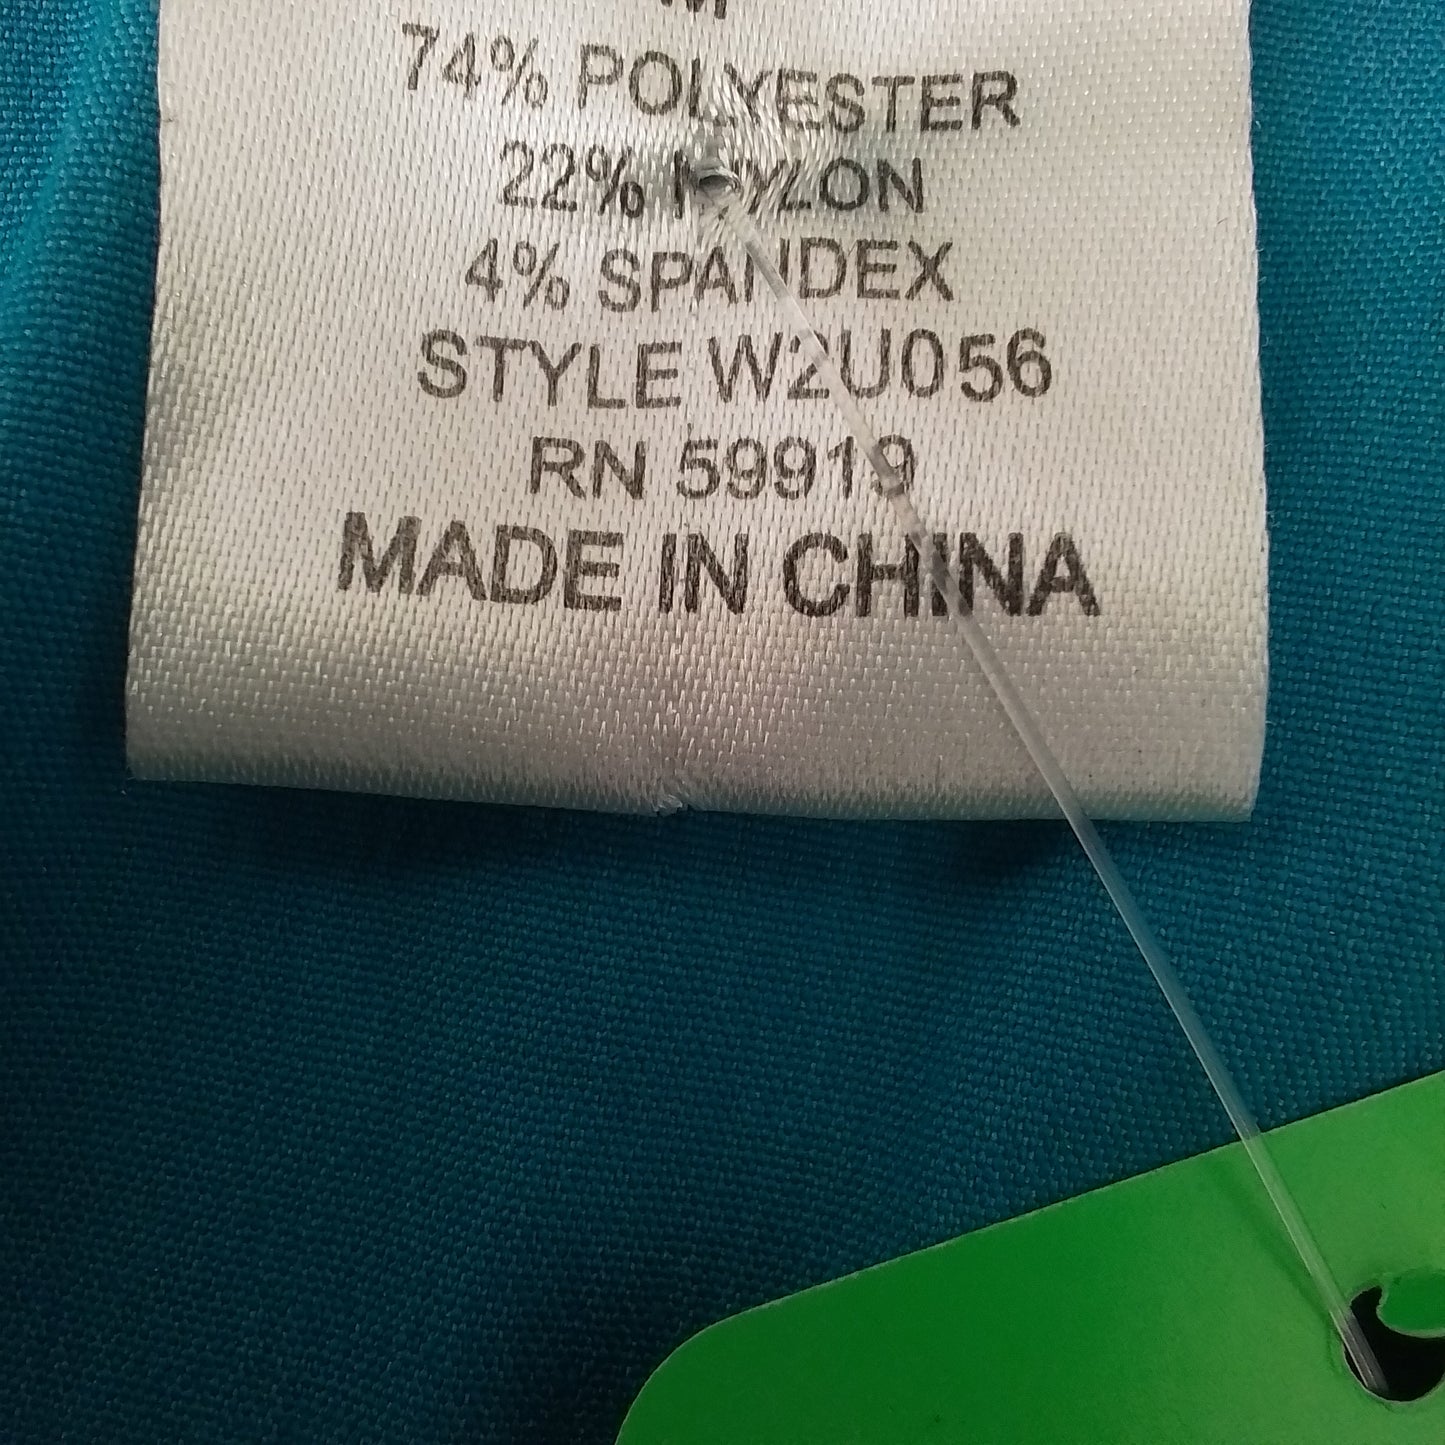 M
74% POLYESTER
22% NYLON
4% SPANDEX
STYLE W2U056
RN 59919
MADE IN CHINA